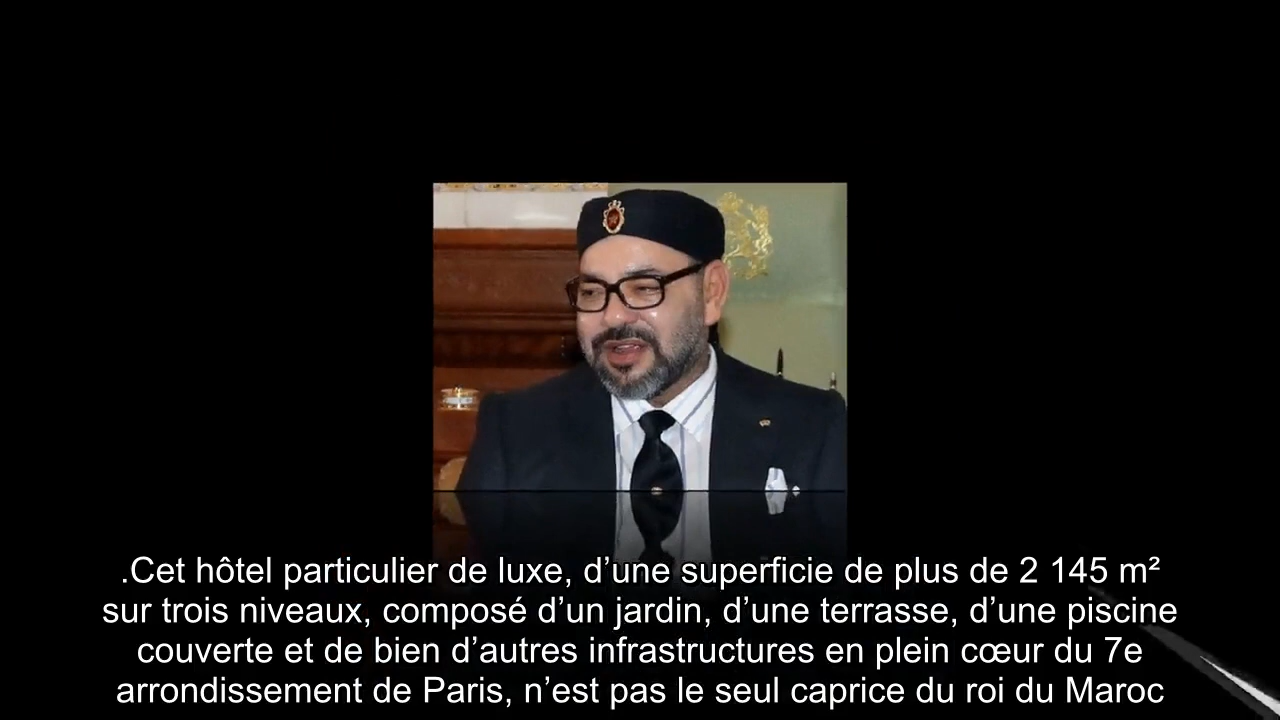 .Cet hôtel particulier de luxe, d’une superficie de plus de 2 145 m²
sur trois niveaux, composé d’un jardin, d’une terrasse, d’une piscine
couverte et de bien d’autres infrastructures en plein cœur du 7e
arrondissement de Paris, n’est pas le seul caprice du roi du Maroc